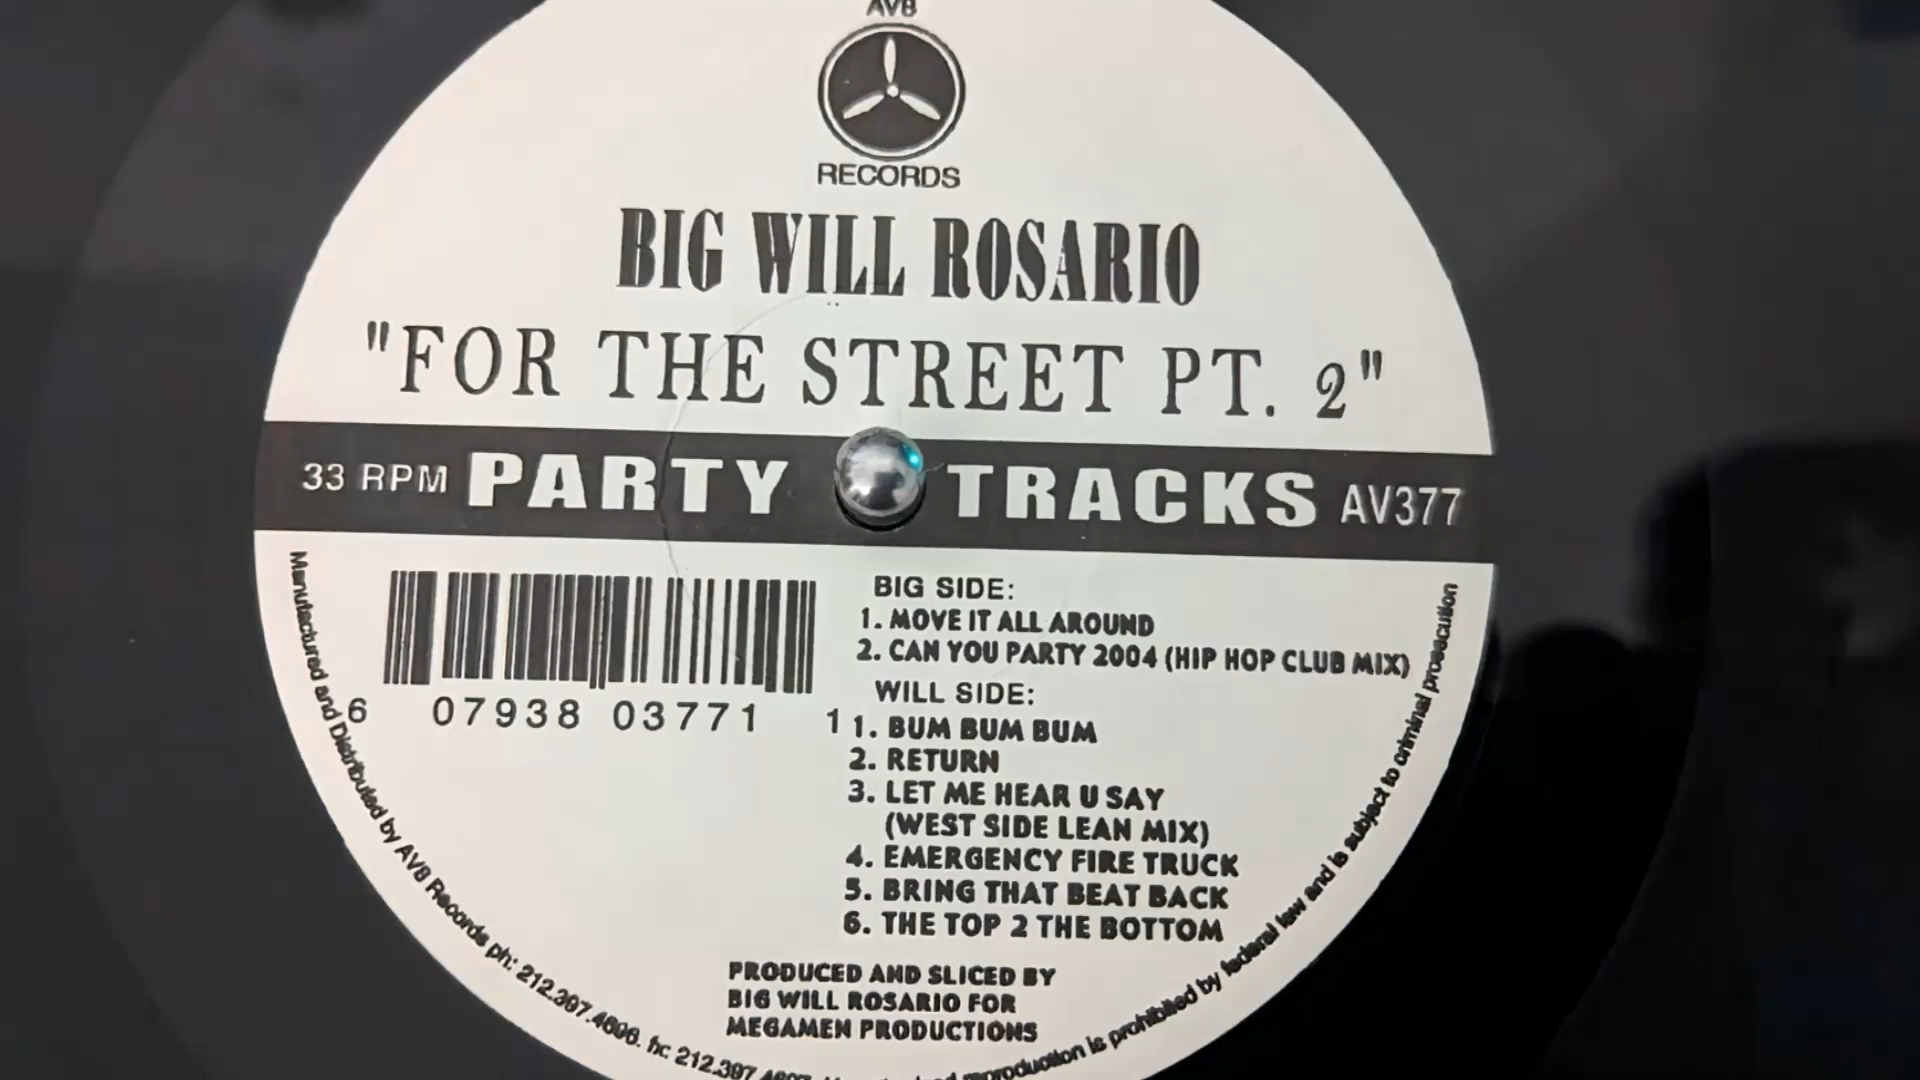 AV8
RECORDS
BIG WILL ROSARIO
"FOR THE STREET PT. 2"
33 RPM PARTY TRACKS AV377
6 07938 03771 1
BIG SIDE:
1. MOVE IT ALL AROUND
2. CAN YOU PARTY 2004 (HIP HOP CLUB MIX)
WILL SIDE:
1. BUM BUM BUM
2. RETURN
3. LET ME HEAR U SAY
(WEST SIDE LEAN MIX)
4. EMERGENCY FIRE TRUCK
5. BRING THAT BEAT BACK
6. THE TOP 2 THE BOTTOM
PRODUCED AND SLICED BY
BIG WILL ROSARIO FOR
MEGAMEN PRODUCTIONS
Manufactured and Distributed by AV8 Records ph: 212.397. 212.397. reproduction is prohibited by federal law and is subject to criminal prosecution